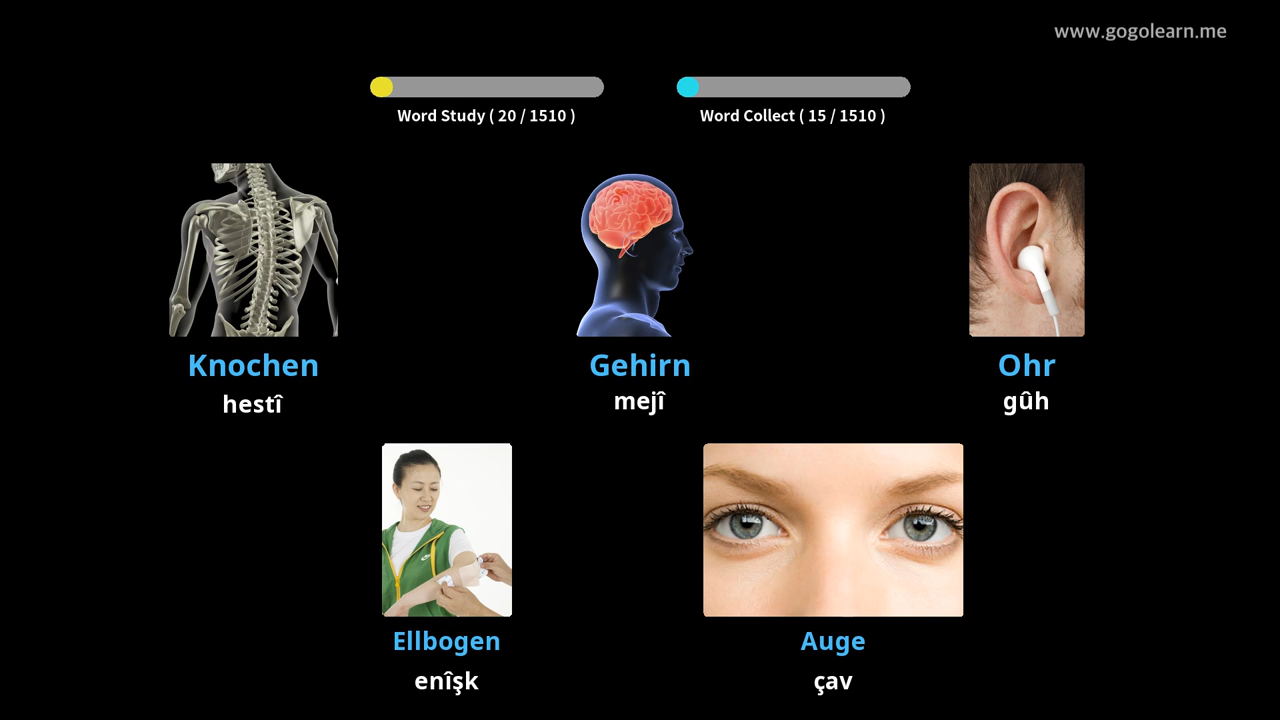 www.gogolearn.me
Word Study ( 20 / 1510 )
Word Collect ( 15 / 1510 )
Knochen
hestî
Gehirn
mejî
Ohr
gûh
Ellbogen
enîşk
Auge
çav